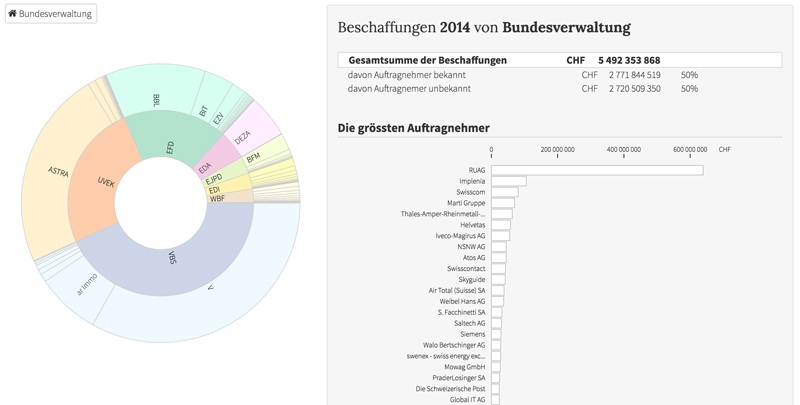 Bundesverwaltung
Beschaffungen 2014 von Bundesverwaltung
Gesamtsumme der Beschaffungen CHF 5 492 353 868
davon Auftragnehmer bekannt CHF 2 771 844 519 50%
davon Auftragnemer unbekannt CHF 2 720 509 350 50%
Die grössten Auftragnehmer
0 200 000 000 400 000 000 600 000 000 CHF
RUAG
Implenia
Swisscom
Marti Gruppe
Thales-Amper-Rheinmetall-...
Helvetas
Iveco-Magirus AG
NSNW AG
Atos AG
Swisscontact
Skyguide
Air Total (Suisse) SA
Weibel Hans AG
S. Facchinetti SA
Saltech AG
Siemens
Walo Bertschinger AG
swenex - swiss energy exc...
Mowag GmbH
PraderLosinger SA
Die Schweizerische Post
Global IT AG
BBL
BIT
EZV
DEZA
BFM
EFD
EDA
EJPD
EDI
WBF
UVEK
ASTRA
VBS
ar Immo
V